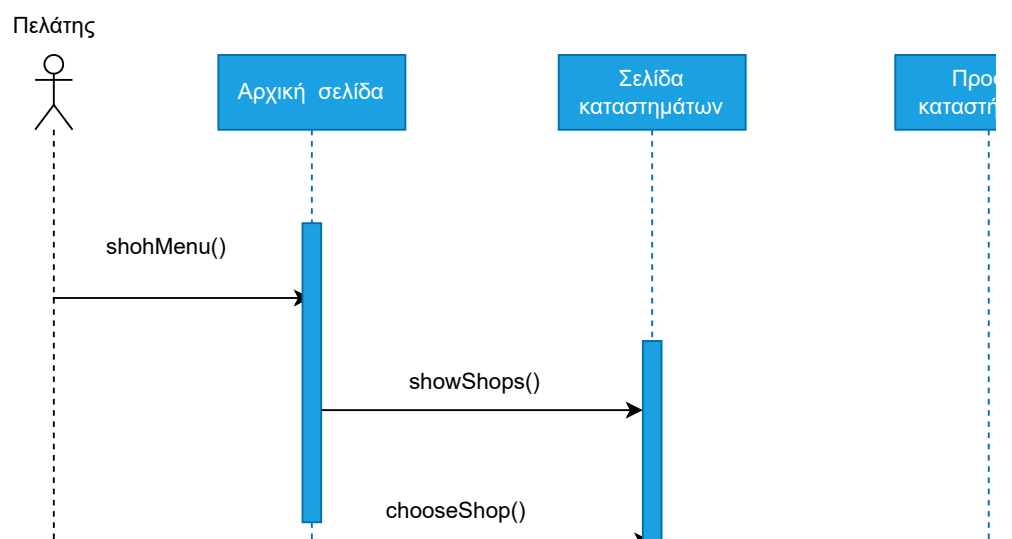 Πελάτης
Αρχική σελίδα
Σελίδα
καταστημάτων
shohMenu()
showShops()
chooseShop()